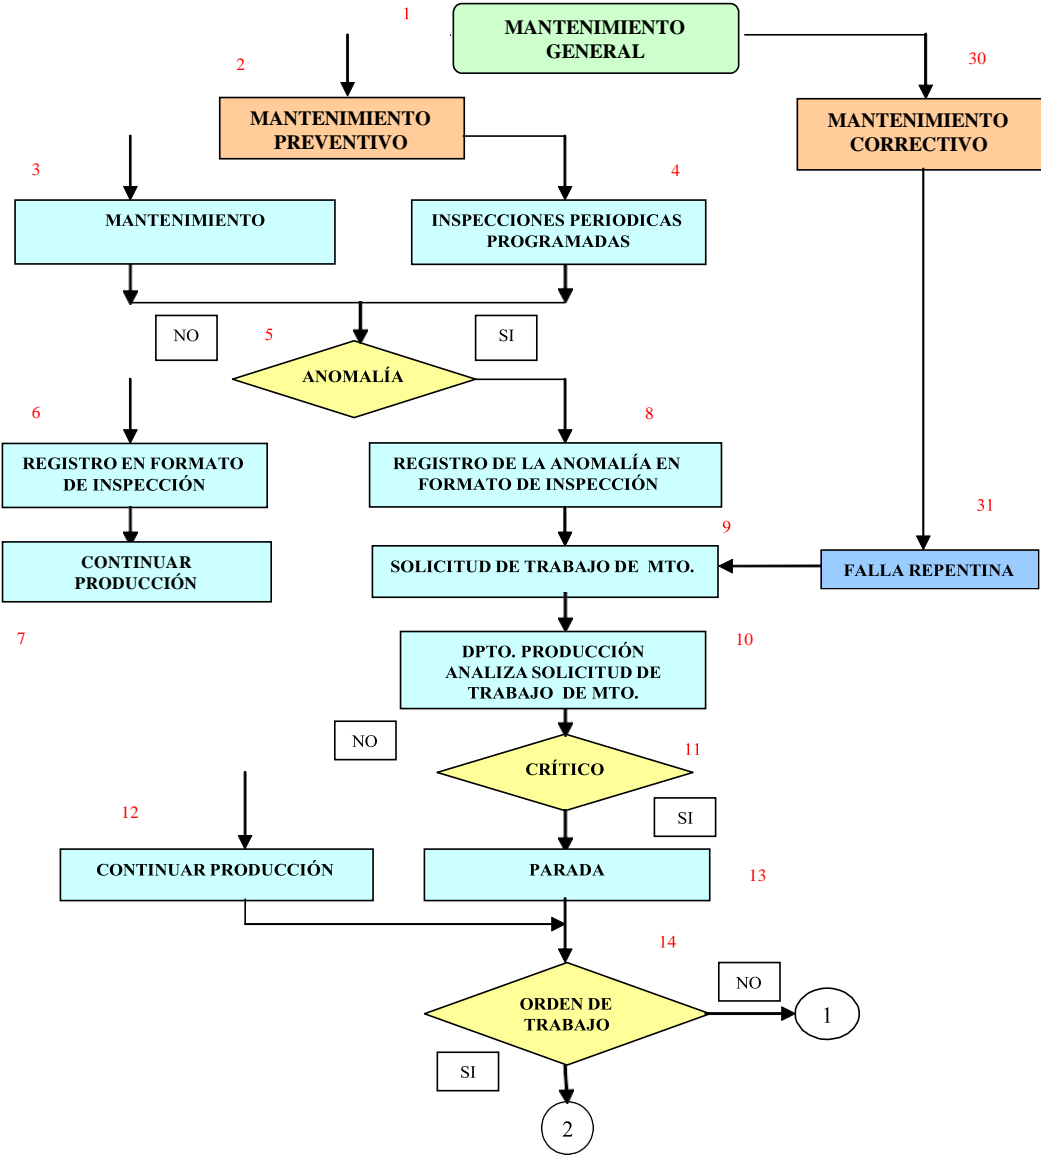 1
MANTENIMIENTO
GENERAL
30
2
MANTENIMIENTO
PREVENTIVO
MANTENIMIENTO
CORRECTIVO
3
4
MANTENIMIENTO
INSPECCIONES PERIODICAS
PROGRAMADAS
NO
5
SI
ANOMALÍA
6
8
REGISTRO EN FORMATO
DE INSPECCIÓN
REGISTRO DE LA ANOMALÍA EN
FORMATO DE INSPECCIÓN
31
9
CONTINUAR
PRODUCCIÓN
SOLICITUD DE TRABAJO DE MTO.
FALLA REPENTINA
7
10
DPTO. PRODUCCIÓN
ANALIZA SOLICITUD DE
TRABAJO DE MTO.
NO
11
CRÍTICO
12
SI
CONTINUAR PRODUCCIÓN
PARADA
13
14
NO
ORDEN DE
TRABAJO
1
SI
2